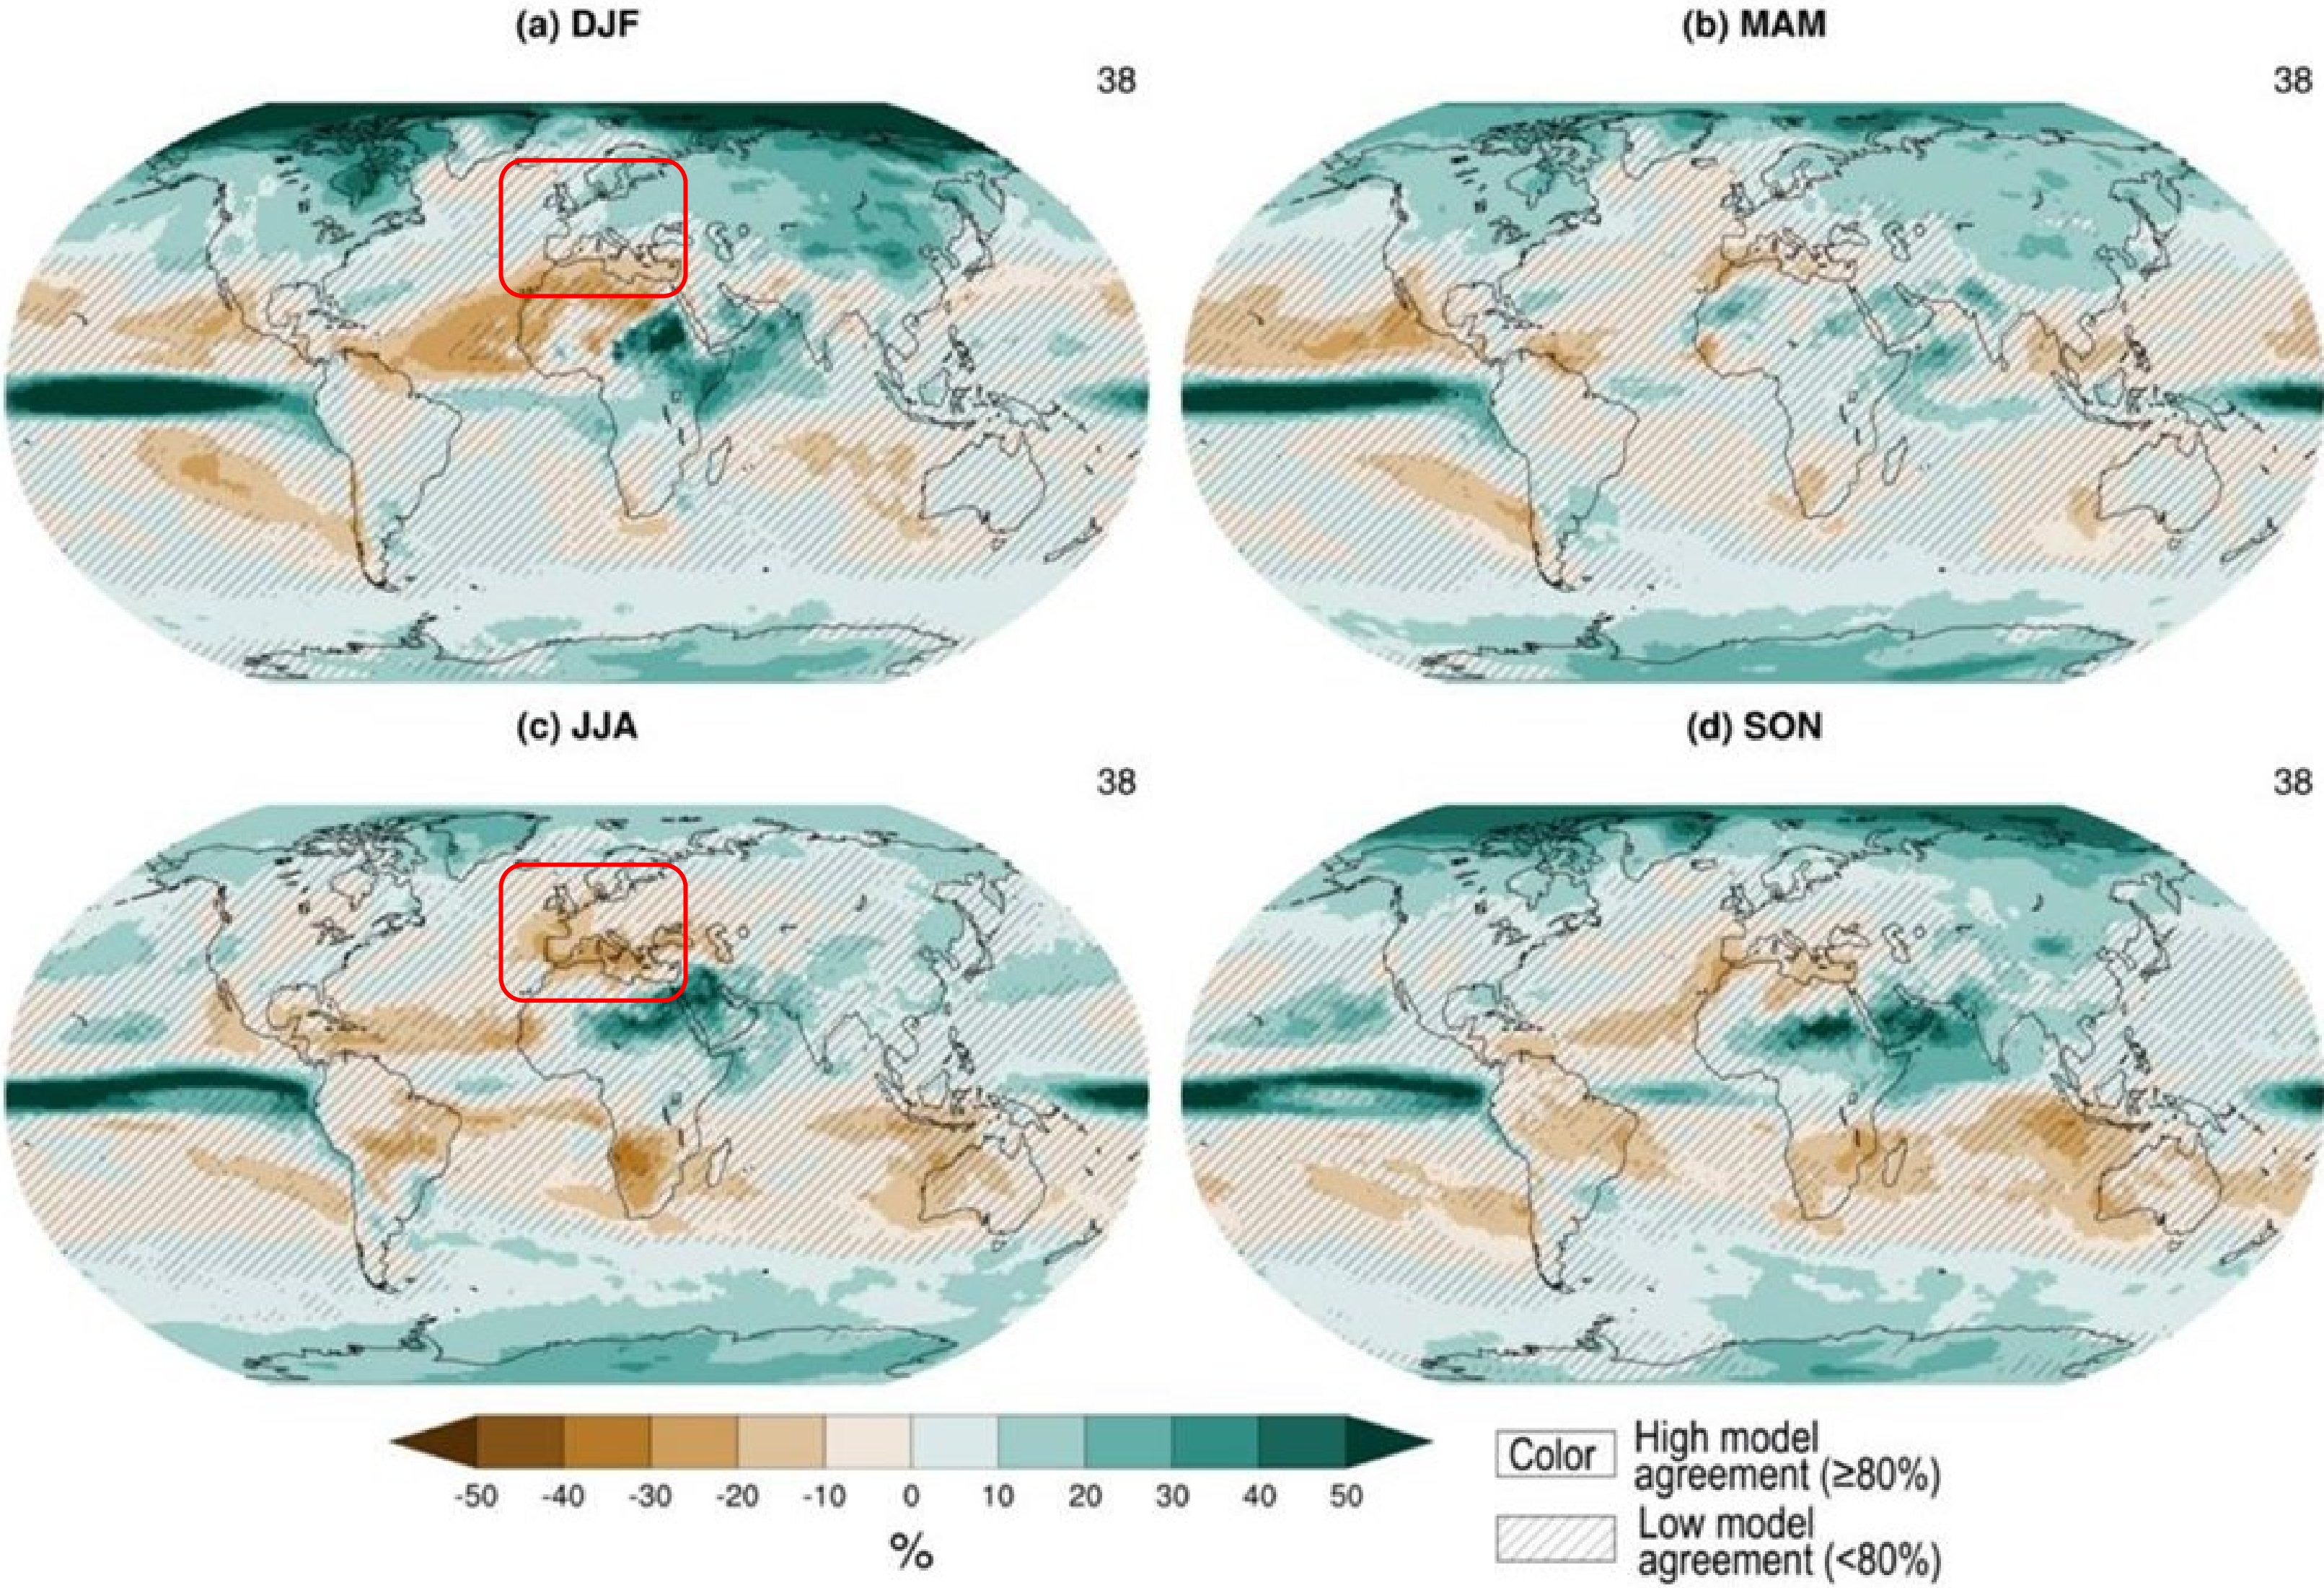 (a) DJF
(b) MAM
38
38
(c) JJA
(d) SON
38
38
-50 -40 -30 -20 -10 0 10 20 30 40 50
%
Color
High model
agreement (≥80%)
Low model
agreement (<80%)